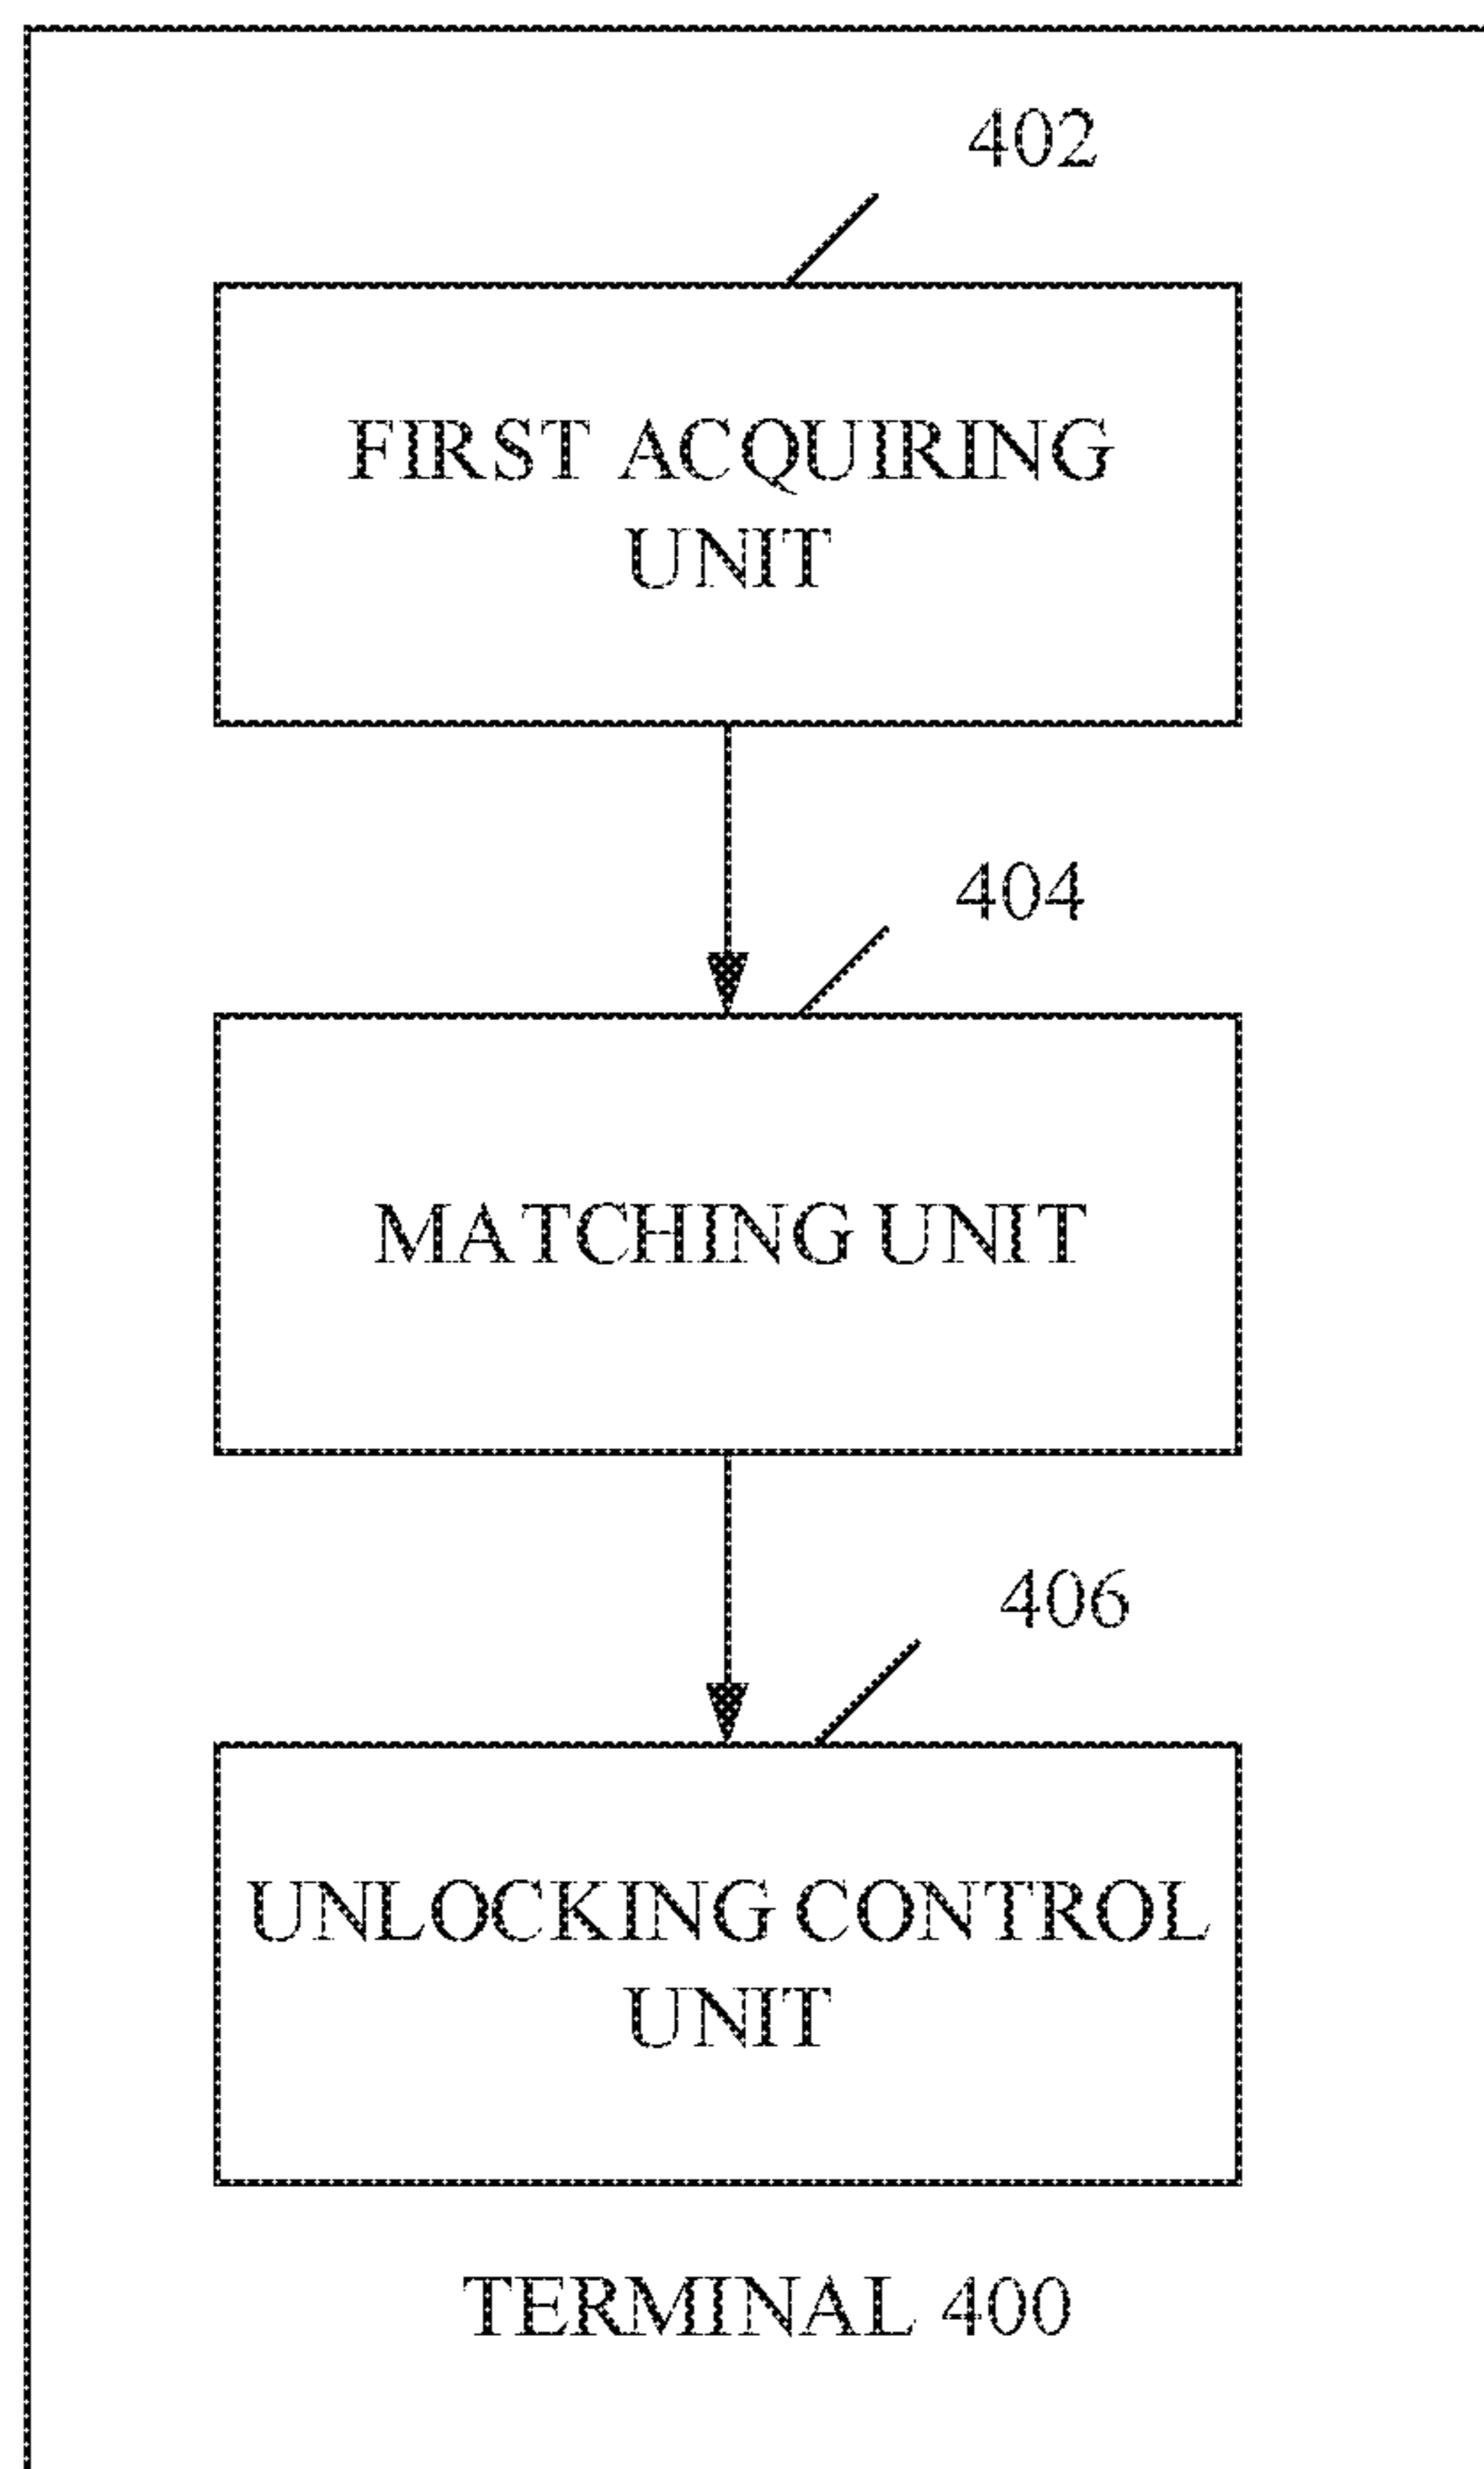 402
FIRST ACQUIRING
UNIT
404
MATCHING UNIT
406
UNLOCKING CONTROL
UNIT
TERMINAL 400